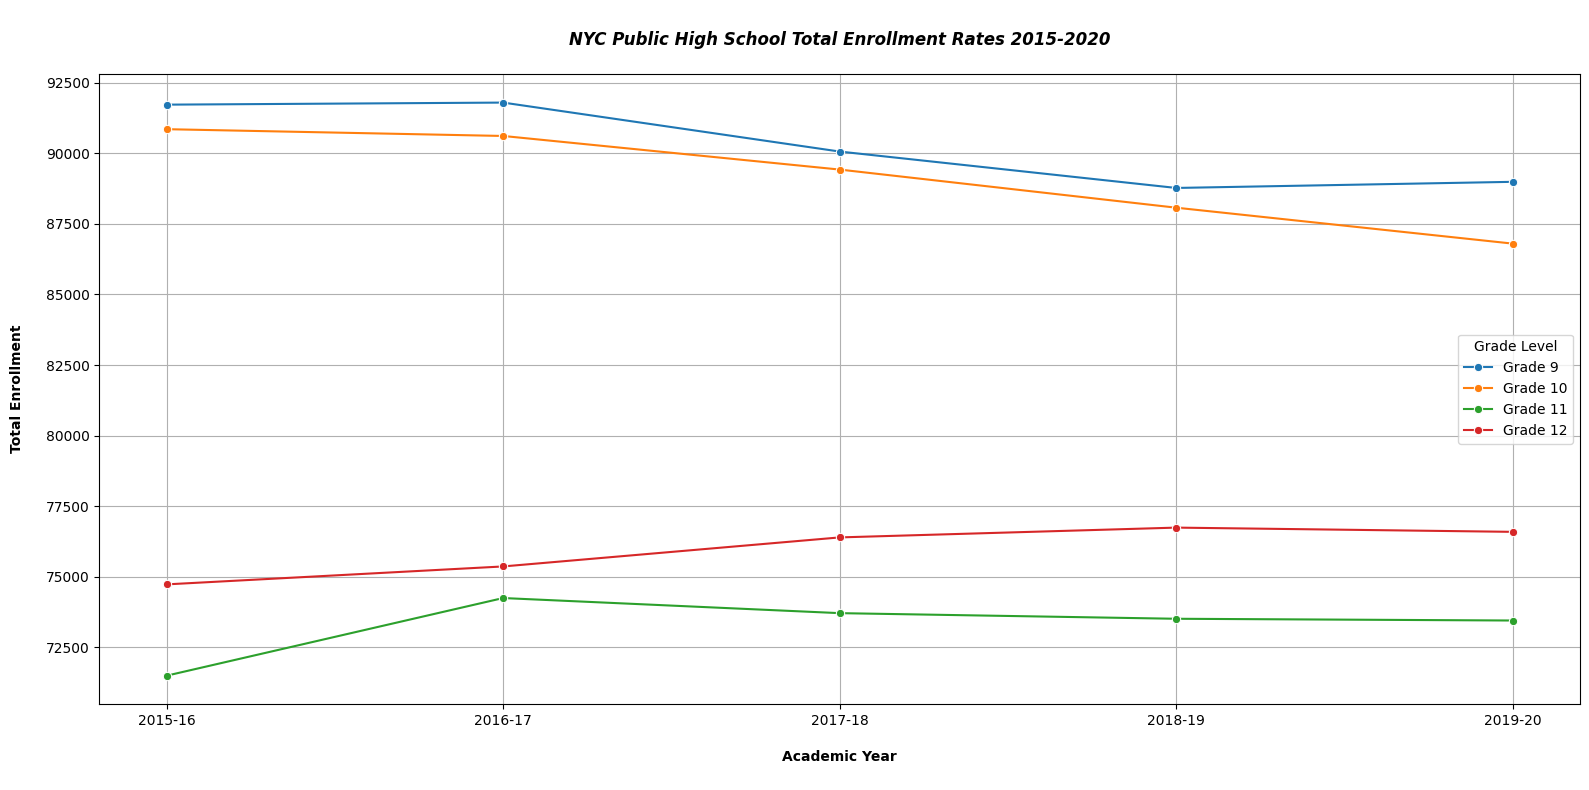 NYC Public High School Total Enrollment Rates 2015-2020
92500
90000
87500
85000
82500
80000
77500
75000
72500
Total Enrollment
Grade Level
Grade 9
Grade 10
Grade 11
Grade 12
2015-16 2016-17 2017-18 2018-19 2019-20
Academic Year